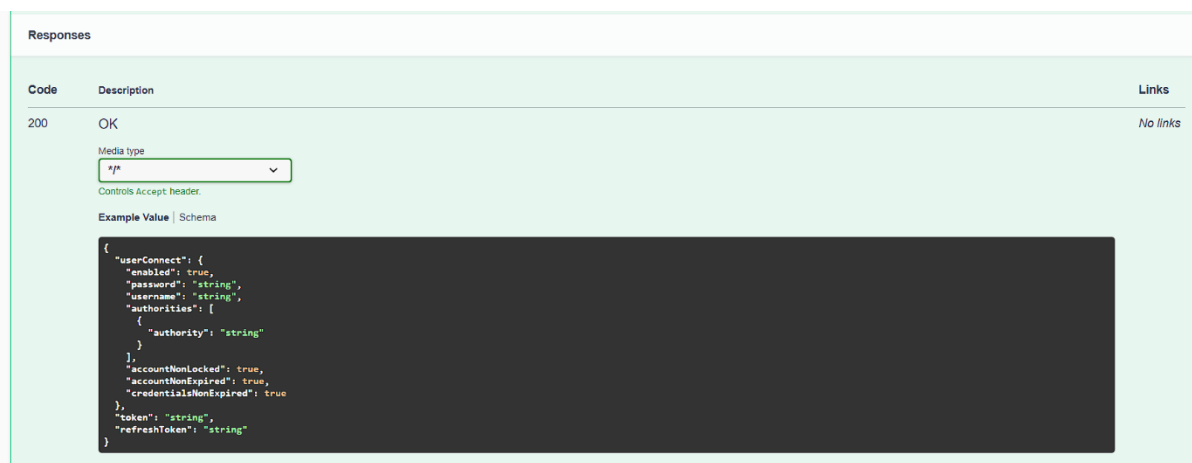 Responses
Code Description Links
200 OK No links
Media type
*/*
Controls Accept header.
Example Value | Schema
{
  "userConnect": {
    "enabled": true,
    "password": "string",
    "username": "string",
    "authorities": [
      {
        "authority": "string"
      }
    ],
    "accountNonLocked": true,
    "accountNonExpired": true,
    "credentialsNonExpired": true
  },
  "token": "string",
  "refreshToken": "string"
}